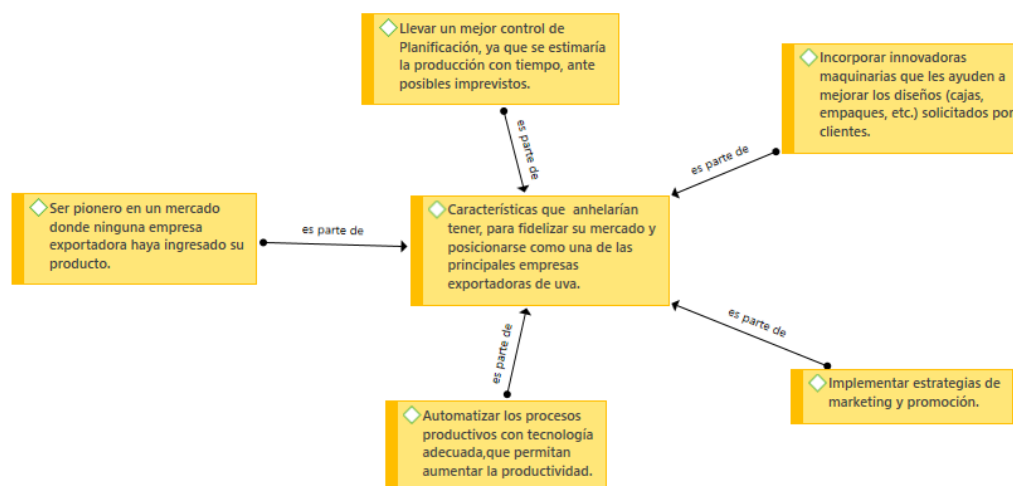 Llevar un mejor control de
Planificación, ya que se estimaría
la producción con tiempo, ante
posibles imprevistos.
Incorporar innovadoras
maquinarias que les ayuden a
mejorar los diseños (cajas,
empaques, etc.) solicitados por
clientes.
es parte de
es parte de
Ser pionero en un mercado
donde ninguna empresa
exportadora haya ingresado su
producto.
es parte de
Características que anhelarían
tener, para fidelizar su mercado y
posicionarse como una de las
principales empresas
exportadoras de uva.
es parte de
es parte de
Implementar estrategias de
marketing y promoción.
Automatizar los procesos
productivos con tecnología
adecuada,que permitan
aumentar la productividad.